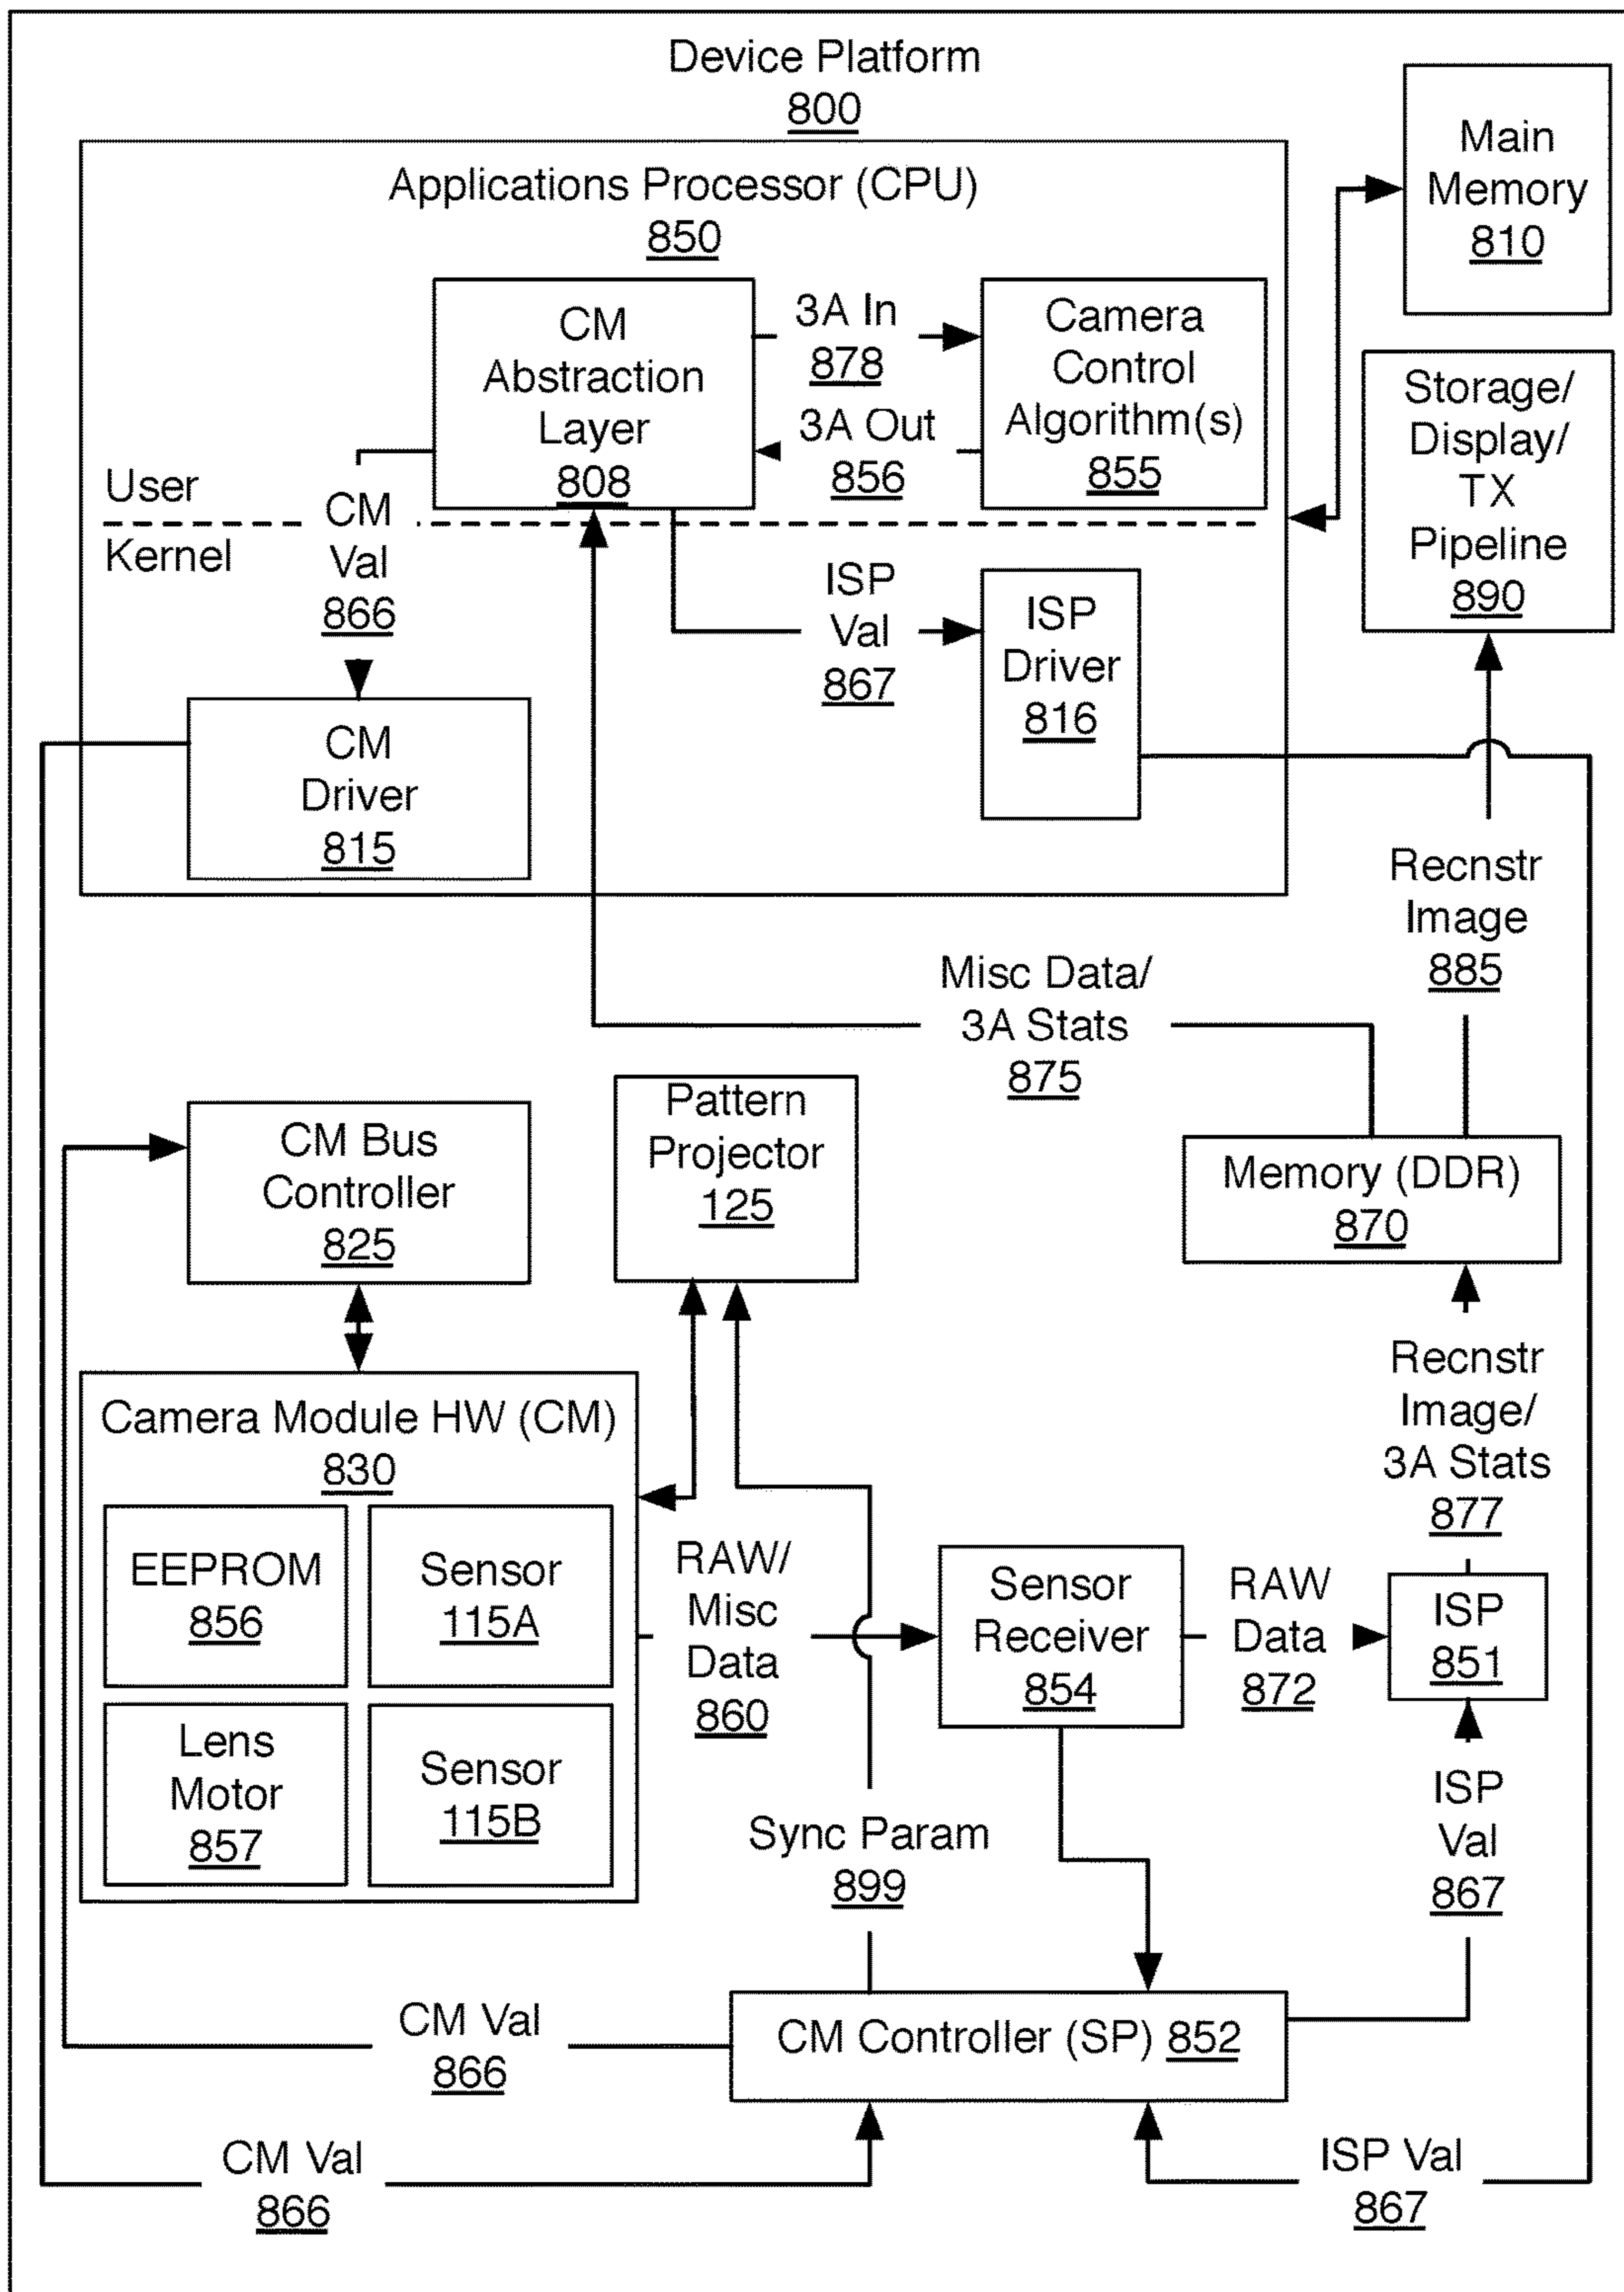 Device Platform
800
Applications Processor (CPU)
850
Main
Memory
810
CM
Abstraction
Layer
808
3A In
878
3A Out
856
Camera
Control
Algorithm(s)
855
Storage/
Display/
TX
Pipeline
890
User
Kernel
CM
Val
866
ISP
Val
867
ISP
Driver
816
CM
Driver
815
Recnstr
Image
885
Misc Data/
3A Stats
875
CM Bus
Controller
825
Pattern
Projector
125
Memory (DDR)
870
Camera Module HW (CM)
830
EEPROM
856
Sensor
115A
Lens
Motor
857
Sensor
115B
RAW/
Misc
Data
860
Sensor
Receiver
854
RAW
Data
872
Recnstr
Image/
3A Stats
877
ISP
851
Sync Param
899
ISP
Val
867
CM Val
866
CM Controller (SP) 852
CM Val
866
ISP Val
867